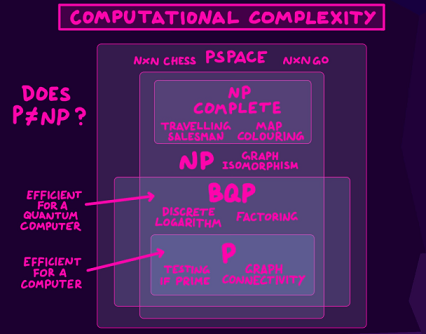 COMPUTATIONAL COMPLEXITY
N×N CHESS PSPACE N×N GO
DOES
P≠NP?
NP
COMPLETE
TRAVELLING
SALESMAN
MAP
COLOURING
NP
GRAPH
ISOMORPHISM
BQP
EFFICIENT
FOR A
QUANTUM
COMPUTER
DISCRETE
LOGARITHM
FACTORING
P
EFFICIENT
FOR A
COMPUTER
TESTING
IF PRIME
GRAPH
CONNECTIVITY